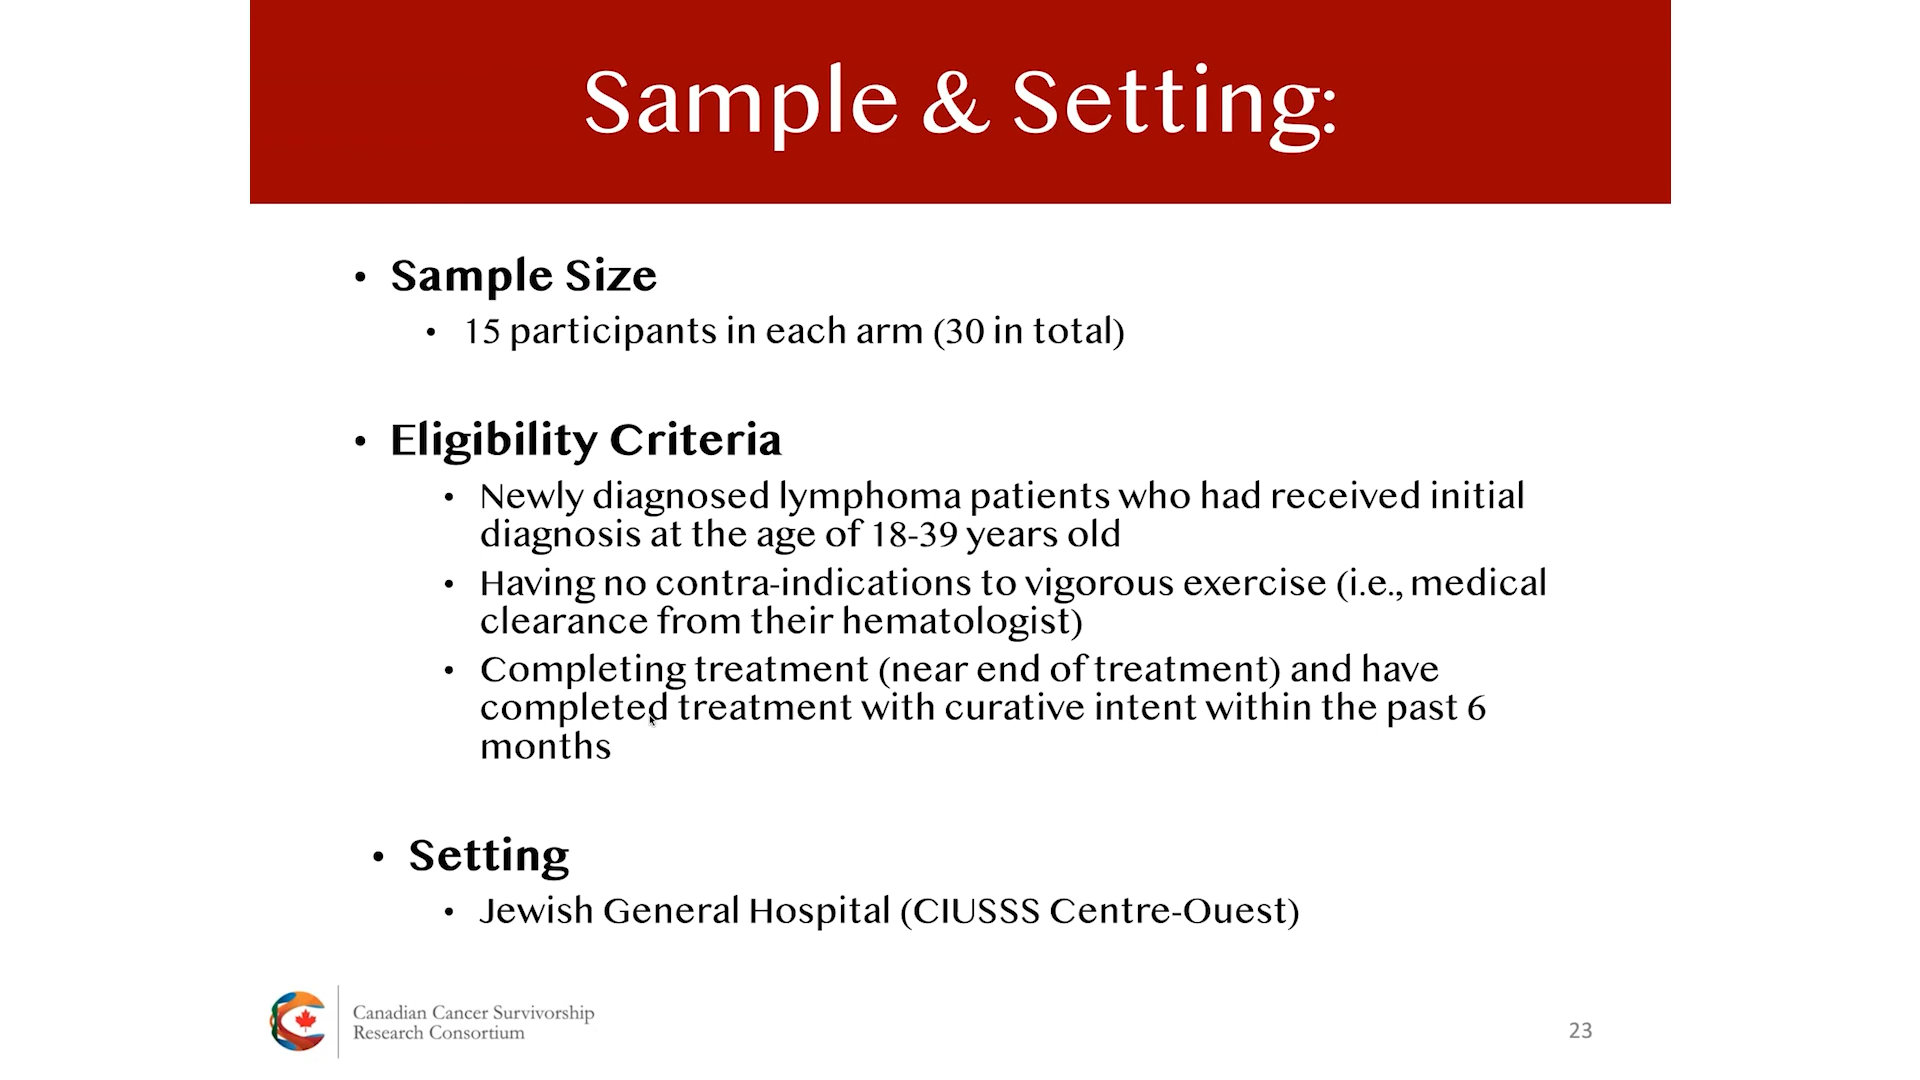 Sample & Setting:
• Sample Size
• 15 participants in each arm (30 in total)
• Eligibility Criteria
• Newly diagnosed lymphoma patients who had received initial
diagnosis at the age of 18-39 years old
• Having no contra-indications to vigorous exercise (i.e., medical
clearance from their hematologist)
• Completing treatment (near end of treatment) and have
completed treatment with curative intent within the past 6
months
• Setting
• Jewish General Hospital (CIUSSS Centre-Ouest)
Canadian Cancer Survivorship
Research Consortium
23